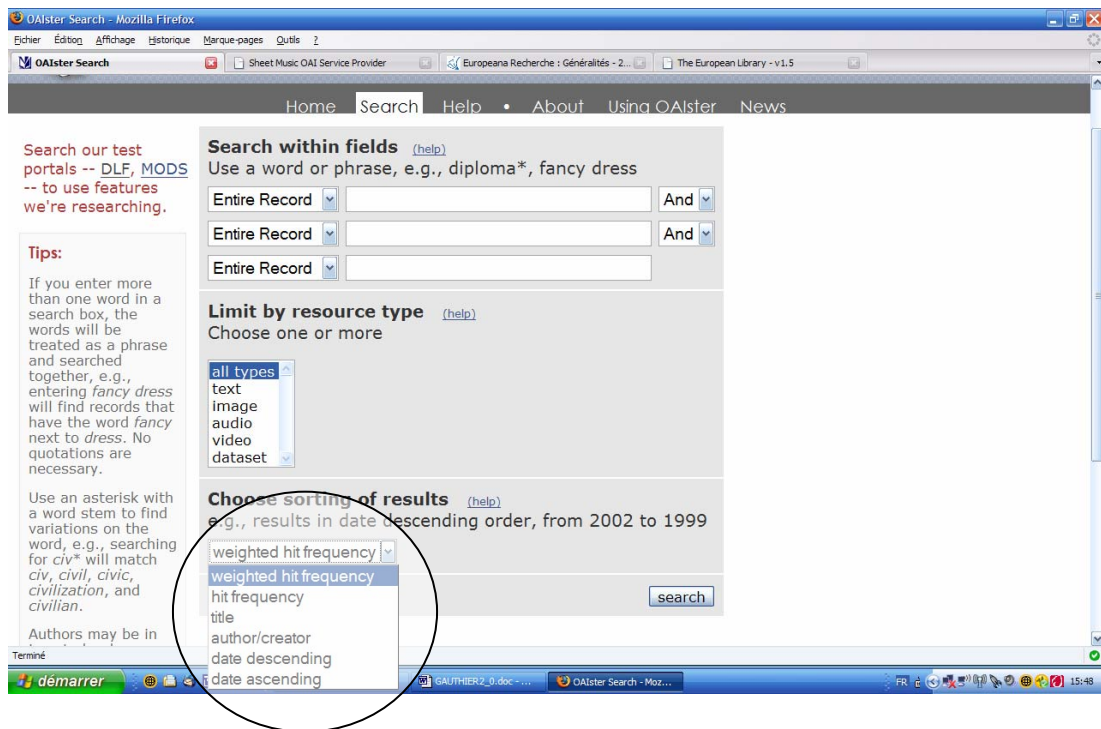 OAIster Search - Mozilla Firefox
Fichier Édition Affichage Historique Marque-pages Outils ?
OAIster Search Sheet Music OAI Service Provider Europeana Recherche : Généralités - 2... The European Library - v1.5
Home Search Help • About Using OAIster News
Search our test
portals -- DLF, MODS
-- to use features
we're researching.
Tips:
If you enter more
than one word in a
search box, the
words will be
treated as a phrase
and searched
together, e.g.,
entering fancy dress
will find records that
have the word fancy
next to dress. No
quotations are
necessary.
Use an asterisk with
a word stem to find
variations on the
word, e.g., searching
for civ* will match
civ, civil, civic,
civilization, and
civilian.
Authors may be in
Search within fields (help)
Use a word or phrase, e.g., diploma*, fancy dress
Entire Record And
Entire Record And
Entire Record
Limit by resource type (help)
Choose one or more
all types
text
image
audio
video
dataset
Choose sorting of results (help)
e.g., results in date descending order, from 2002 to 1999
weighted hit frequency
weighted hit frequency
hit frequency
title
author/creator
date descending
date ascending
search
Terminé
démarrer GAUTHIER2_0.doc - ... OAIster Search - Moz... FR 15:48